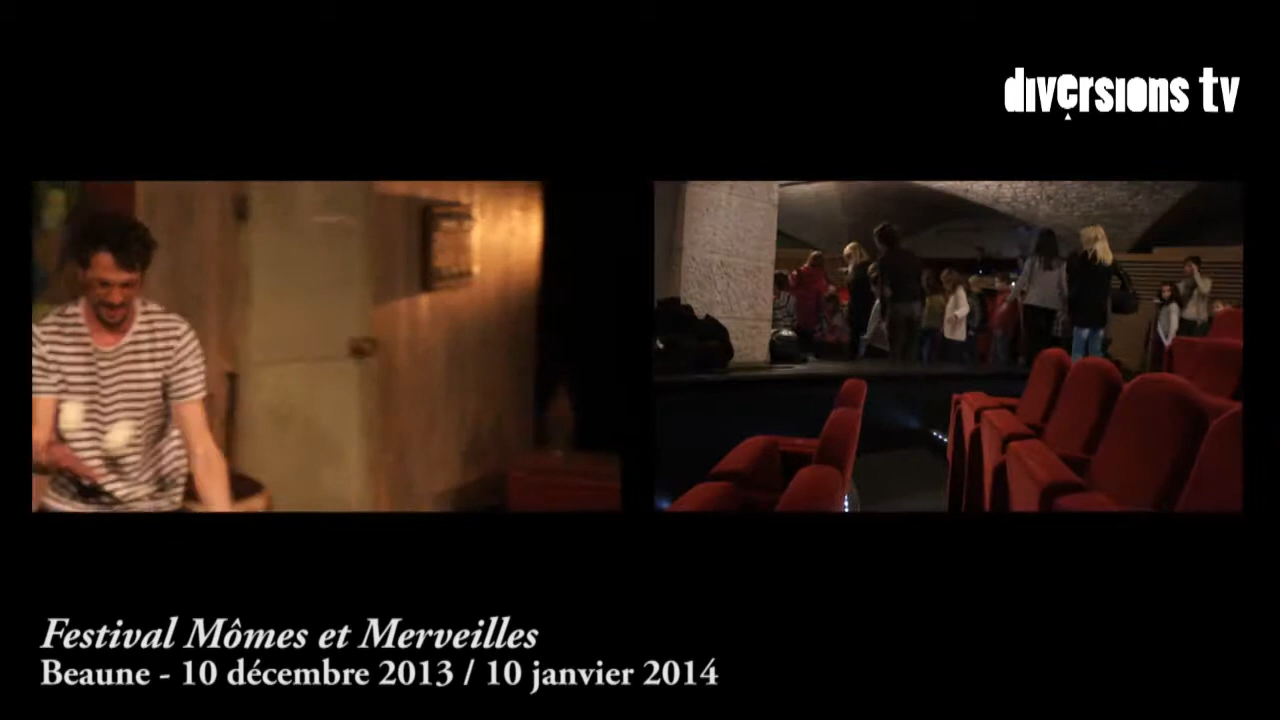 diversions tv
Festival Mômes et Merveilles
Beaune - 10 décembre 2013 / 10 janvier 2014